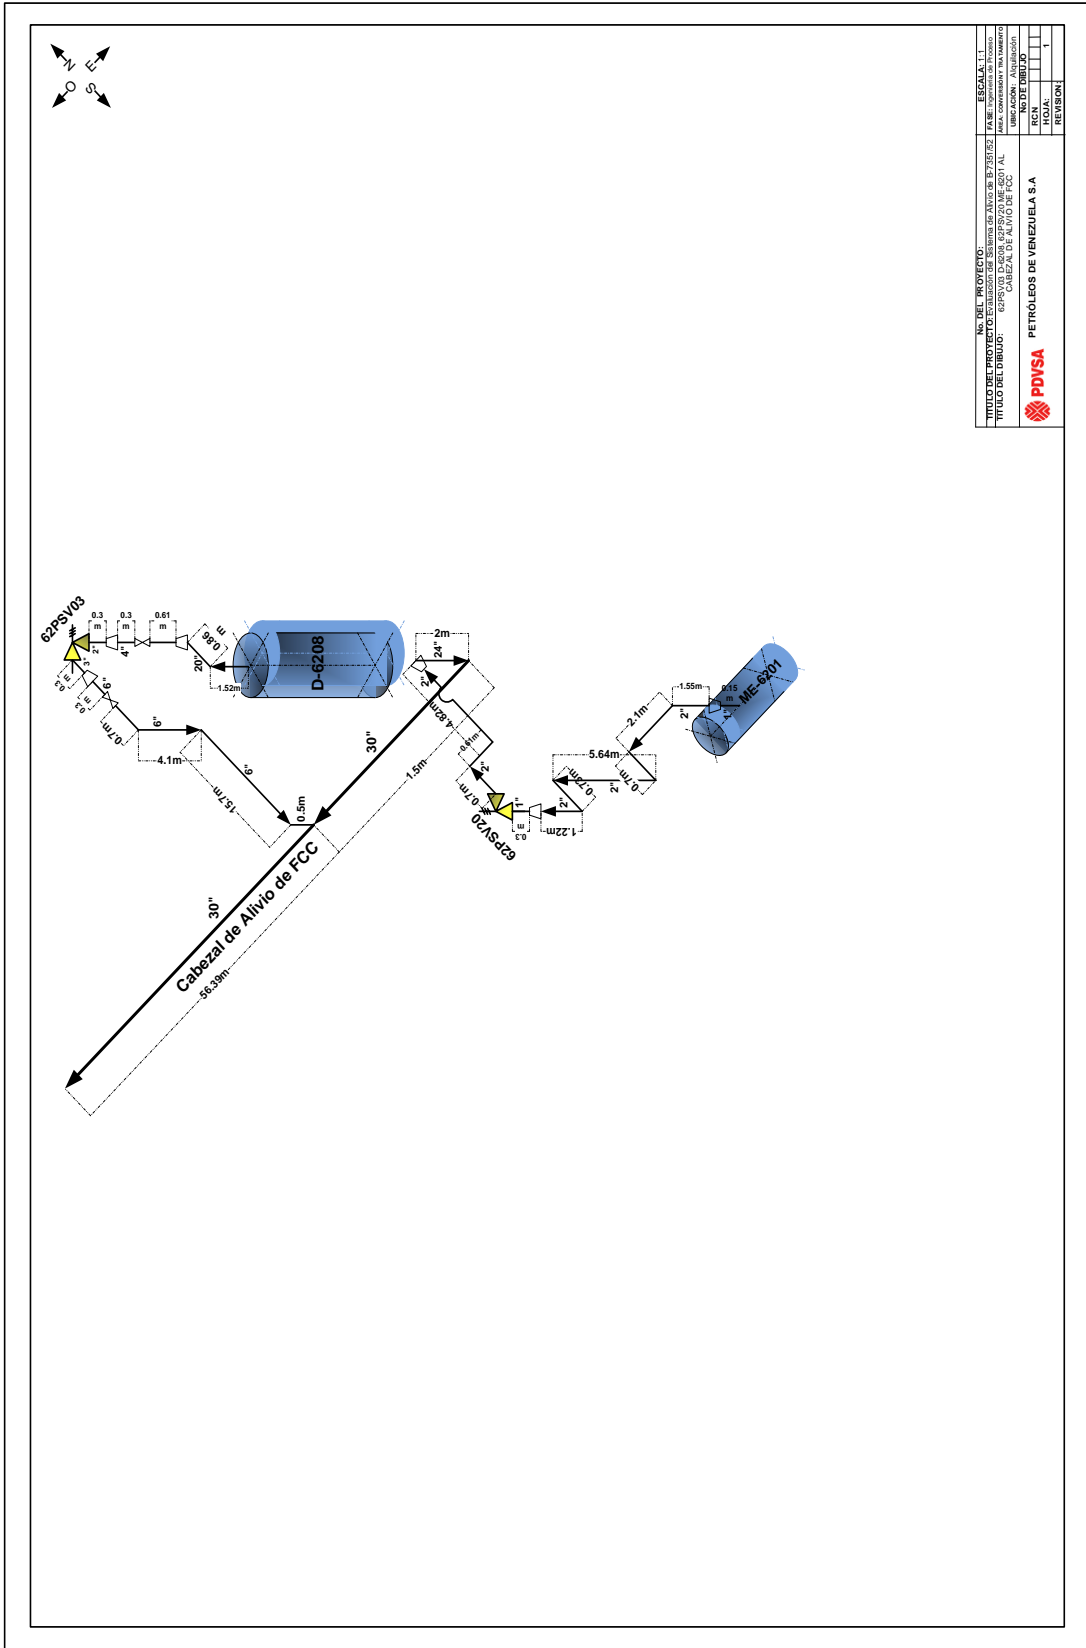 N
E
O
S
No. DEL PROYECTO:
ESCALA: 1:1
TITULO DEL PROYECTO: Evaluación del Sistema de Alivio de B-7351/52
FASE: Ingeniería de Proceso
TITULO DEL DIBUJO: 62PSV03 D-6208, 62PSV20 ME-6201 AL
CABEZAL DE ALIVIO DE FCC
AREA: CONVERSIÓN Y TRATAMIENTO
UBICACIÓN: Alquilación
No DE DIBUJO
RCN
HOJA: 1
REVISION:
PDVSA
PETRÓLEOS DE VENEZUELA S.A
62PSV03
0.3
m
0.3
m
0.61
m
2"
4"
20"
0.86
m
1.52m
D-6208
3"
0.3
m
6"
0.3
m
0.7m
6"
4.1m
6"
15.7m
0.5m
30"
30"
Cabezal de Alivio de FCC
56.39m
1.5m
2m
24"
2"
4.82m
0.61m
2"
0.7m
62PSV20
1"
0.3
m
2"
1.22m
0.73m
5.64m
2"
0.7m
2.1m
1.55m
2"
0.15
m
1"
ME-6201